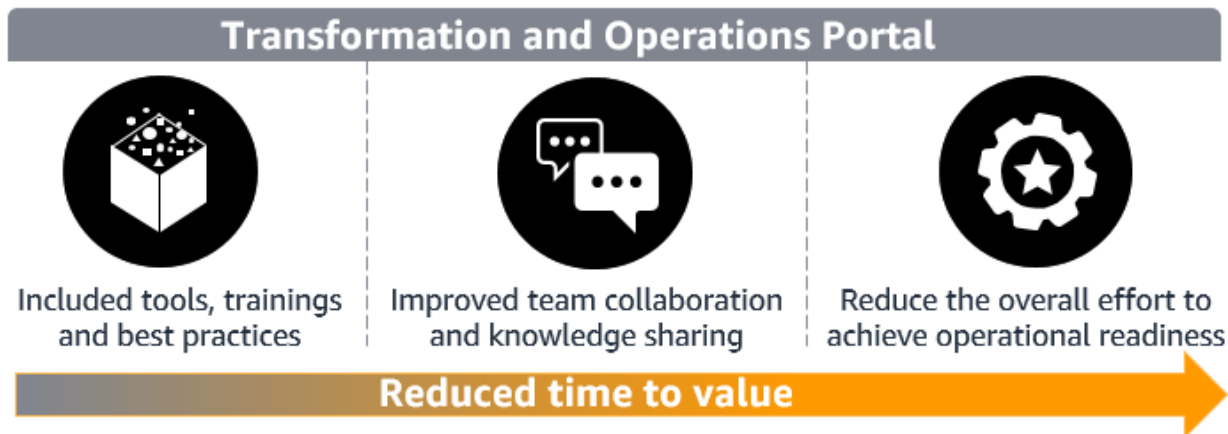 Transformation and Operations Portal
Included tools, trainings
and best practices
Improved team collaboration
and knowledge sharing
Reduce the overall effort to
achieve operational readiness
Reduced time to value